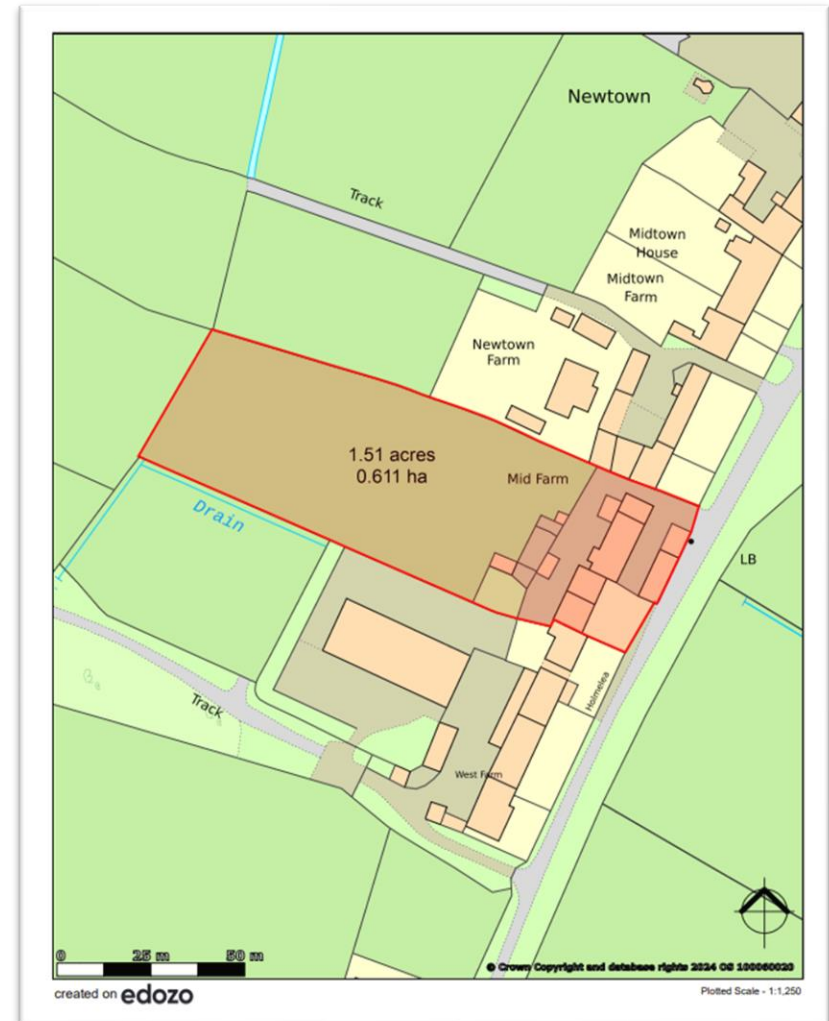 Newtown
Track
Midtown
House
Midtown
Farm
Newtown
Farm
1.51 acres
0.611 ha
Mid Farm
Drain
LB
Holmelea
Track
West Farm
0 25 m 50 m
© Crown Copyright and database rights 2024 OS 100060020
created on edozo
Plotted Scale - 1:1,250